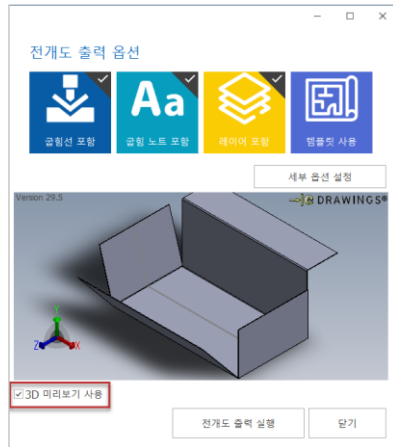 전개도 출력 옵션
Aa
굽힘선 포함
굽힘 노트 포함
레이어 포함
템플릿 사용
세부 옵션 설정
Version 29.5
DRAWINGS®
Y
Z
X
3D 미리보기 사용
전개도 출력 실행
닫기